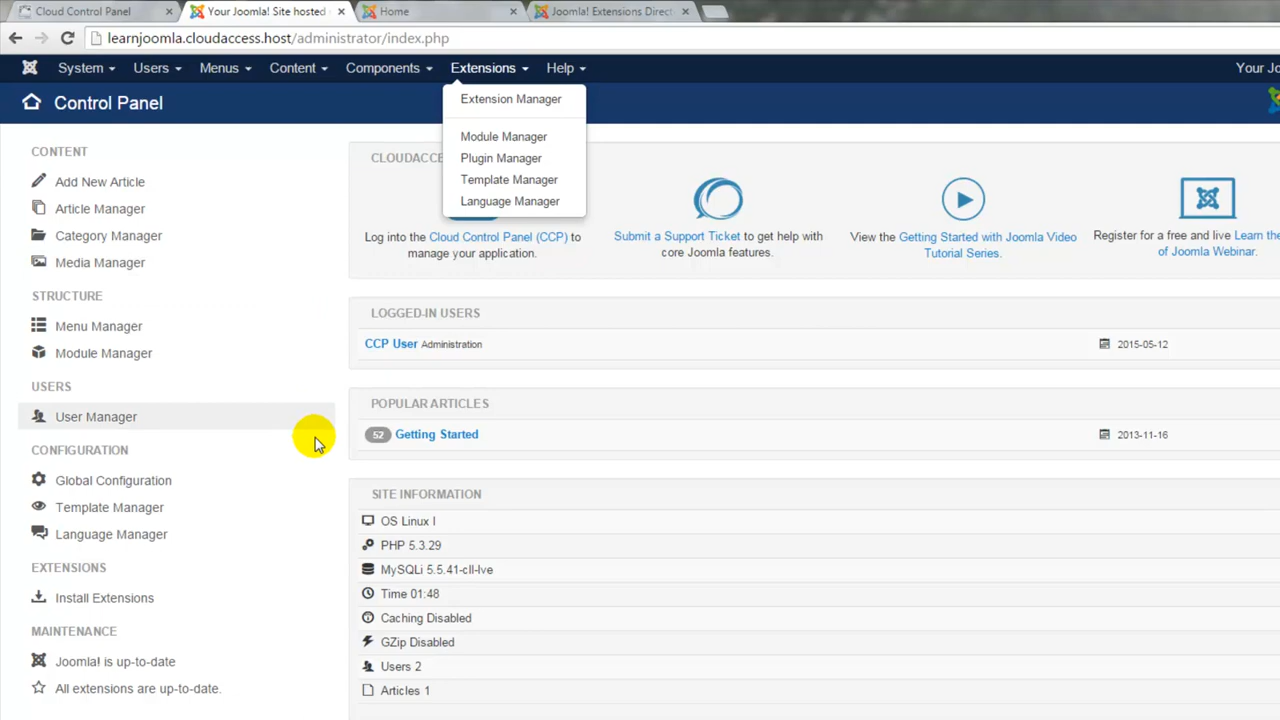 Cloud Control Panel
Your Joomla! Site hosted
Home
Joomla! Extensions Direct
learnjoomla.cloudaccess.host/administrator/index.php
System Users Menus Content Components Extensions Help
Your Jo
Control Panel
Extension Manager
Module Manager
Plugin Manager
Template Manager
Language Manager
CONTENT
Add New Article
Article Manager
Category Manager
Media Manager
STRUCTURE
Menu Manager
Module Manager
USERS
User Manager
CONFIGURATION
Global Configuration
Template Manager
Language Manager
EXTENSIONS
Install Extensions
MAINTENANCE
Joomla! is up-to-date
All extensions are up-to-date.
CLOUDACCE
Log into the Cloud Control Panel (CCP) to
manage your application.
Submit a Support Ticket to get help with
core Joomla features.
View the Getting Started with Joomla Video
Tutorial Series.
Register for a free and live Learn the
of Joomla Webinar.
LOGGED-IN USERS
CCP User Administration
2015-05-12
POPULAR ARTICLES
52 Getting Started
2013-11-16
SITE INFORMATION
OS Linux l
PHP 5.3.29
MySQLi 5.5.41-cll-lve
Time 01:48
Caching Disabled
GZip Disabled
Users 2
Articles 1